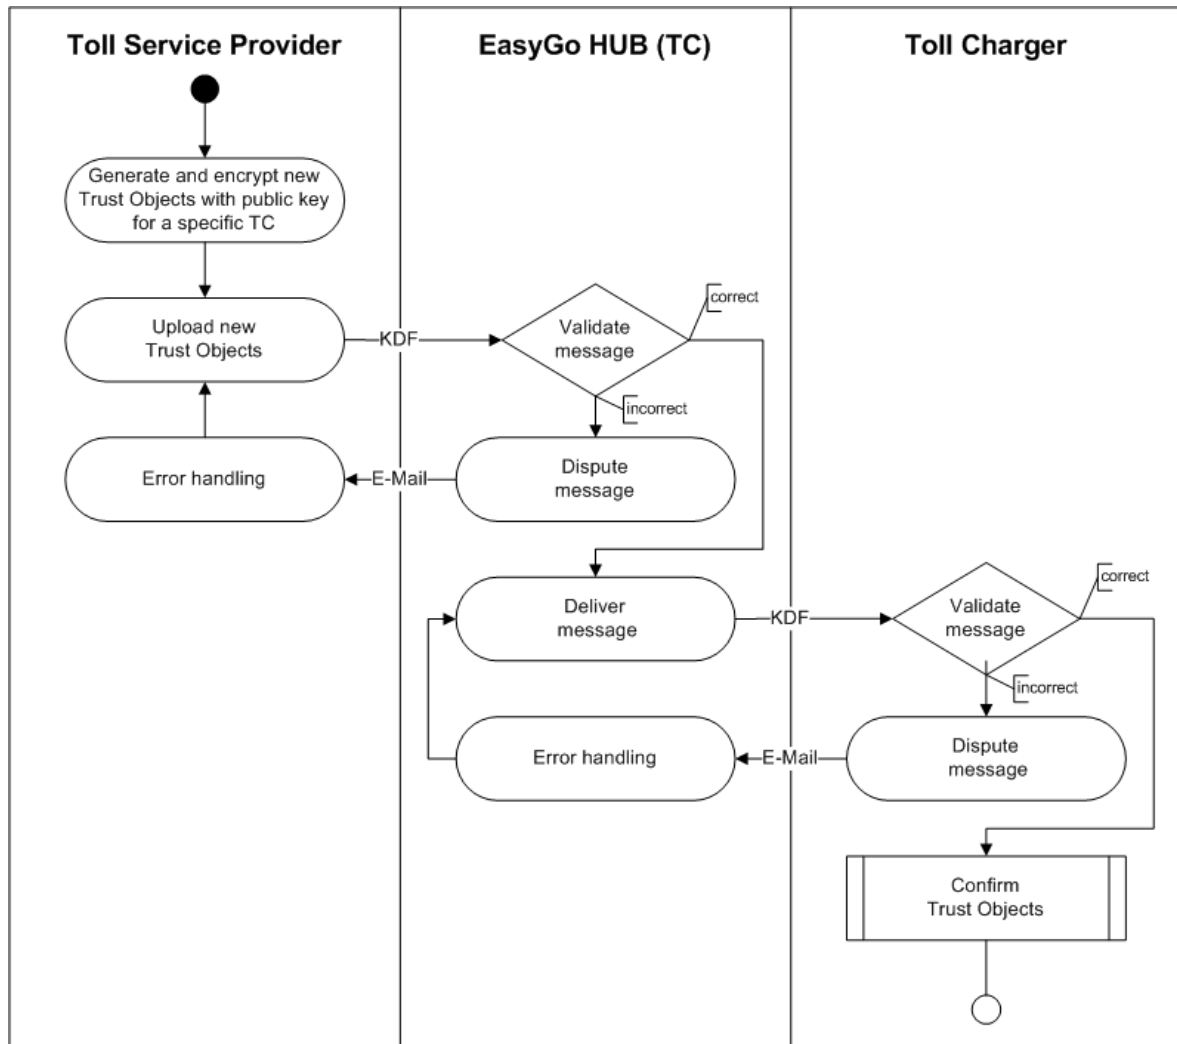 Toll Service Provider
EasyGo HUB (TC)
Toll Charger
Generate and encrypt new
Trust Objects with public key
for a specific TC
Upload new
Trust Objects
KDF
Validate
message
correct
incorrect
Error handling
E-Mail
Dispute
message
Deliver
message
KDF
Validate
message
correct
incorrect
Error handling
E-Mail
Dispute
message
Confirm
Trust Objects